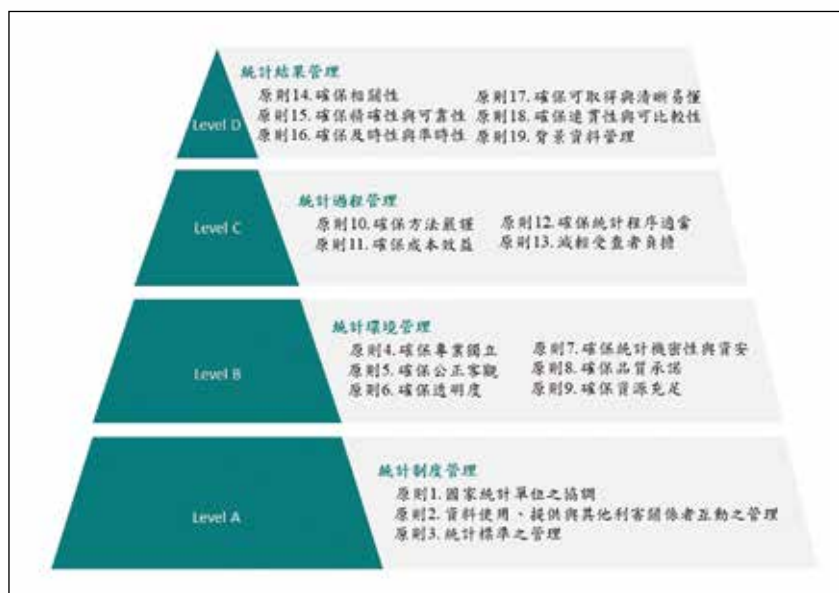 統計結果管理
原則14.確保相關性 原則17.確保可取得與清晰易懂
原則15.確保精確性與可靠性 原則18.確保連貫性與可比較性
Level D
原則16.確保及時性與準時性 原則19.背景資料管理
統計過程管理
Level C
原則10.確保方法嚴謹 原則12.確保統計程序適當
原則11.確保成本效益 原則13.減輕受查者負擔
統計環境管理
原則4.確保專業獨立 原則7.確保統計機密性與資安
Level B
原則5.確保公正客觀 原則8.確保品質承諾
原則6.確保透明度 原則9.確保資源充足
統計制度管理
原則1.國家統計單位之協調
Level A
原則2.資料使用、提供與其他利害關係者互動之管理
原則3.統計標準之管理